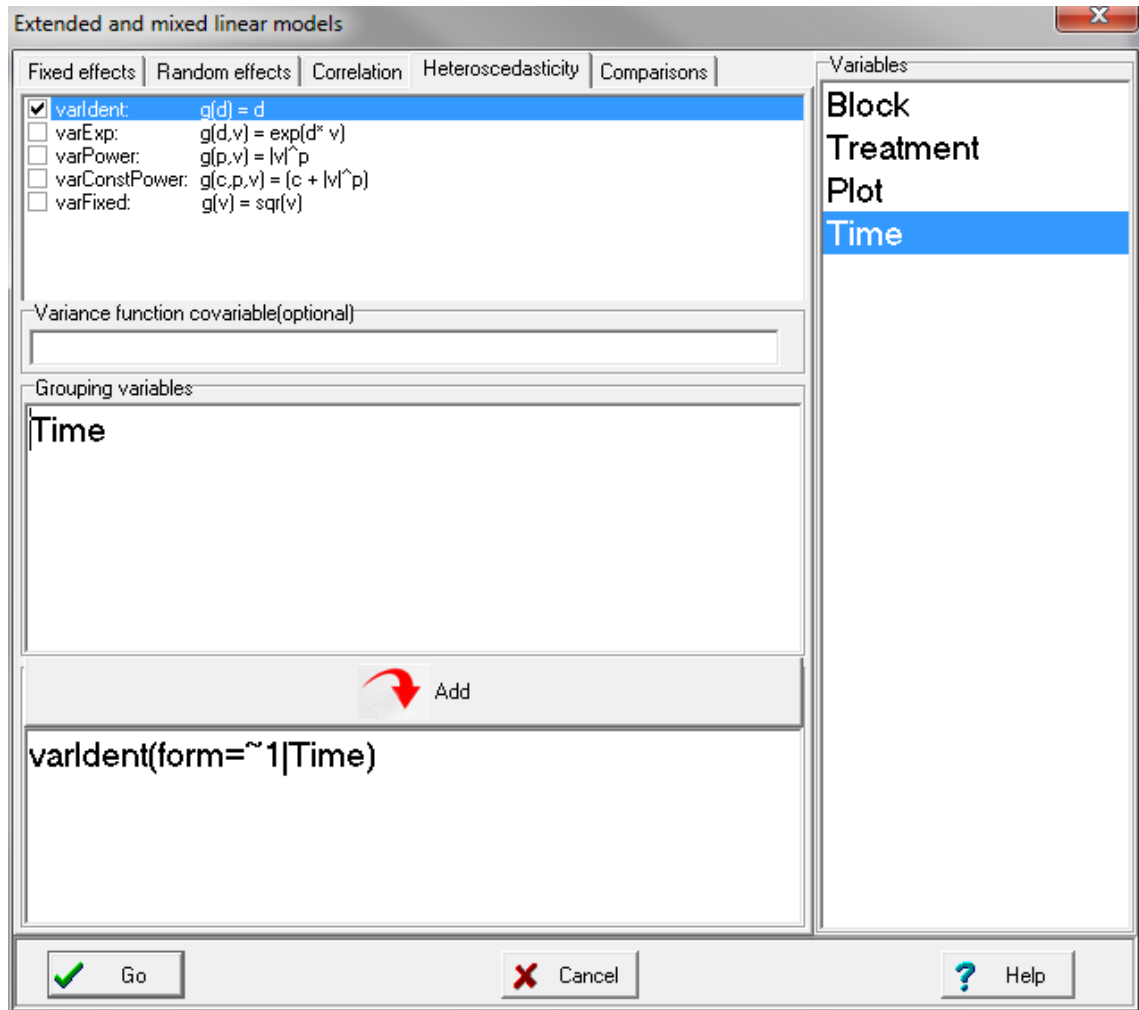 Extended and mixed linear models
x
Fixed effects Random effects Correlation Heteroscedasticity Comparisons
varIdent: g(d) = d
varExp: g(d,v) = exp(d* v)
varPower: g(p,v) = |v|^p
varConstPower: g(c,p,v) = (c + |v|^p)
varFixed: g(v) = sqr(v)
Variance function covariable(optional)
Grouping variables
Time
Add
varIdent(form=~1|Time)
Variables
Block
Treatment
Plot
Time
Go
Cancel
? Help